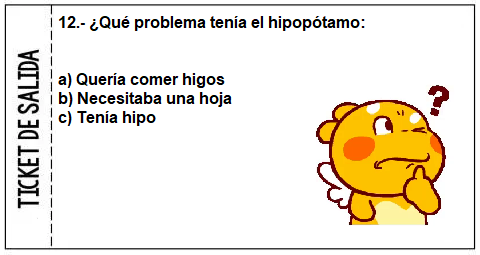 TICKET DE SALIDA
12.- ¿Qué problema tenía el hipopótamo:
a) Quería comer higos
b) Necesitaba una hoja
c) Tenía hipo
?